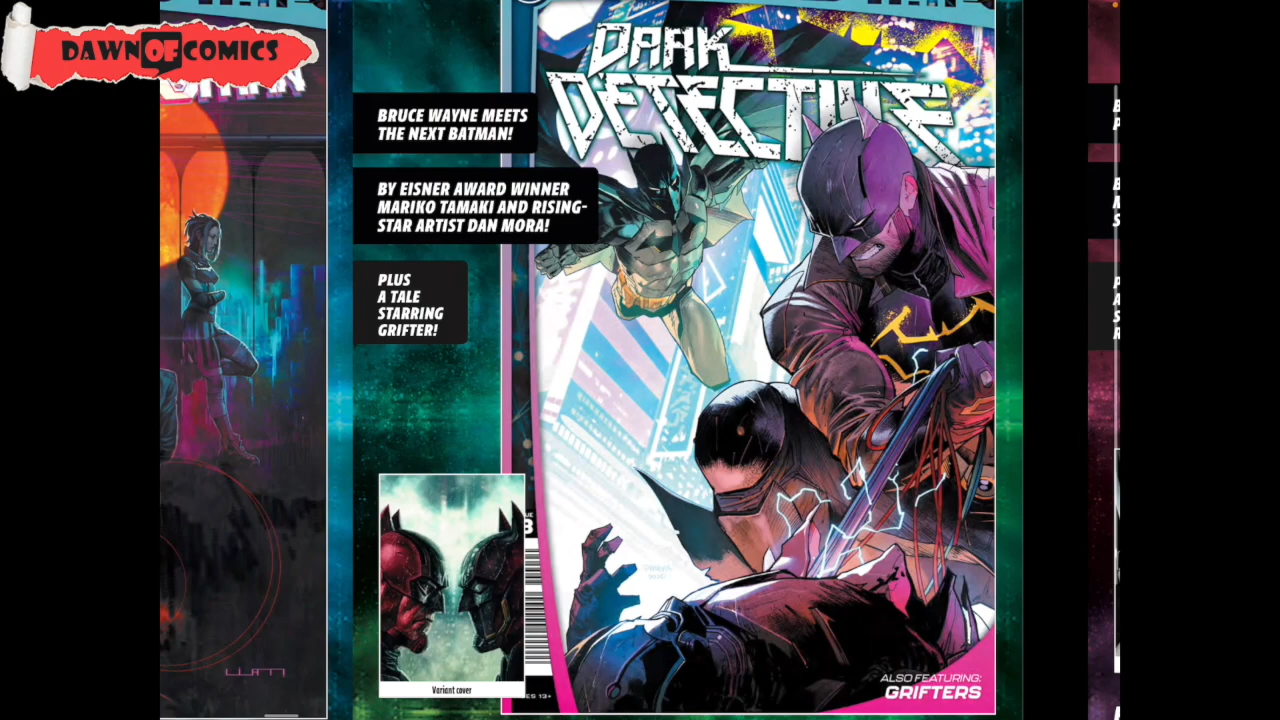 DAWN OF COMICS
DARK
DETECTIVE
BRUCE WAYNE MEETS
THE NEXT BATMAN!
BY EISNER AWARD WINNER
MARIKO TAMAKI AND RISING-
STAR ARTIST DAN MORA!
PLUS
A TALE
STARRING
GRIFTER!
Variant cover
ALSO FEATURING:
GRIFTERS